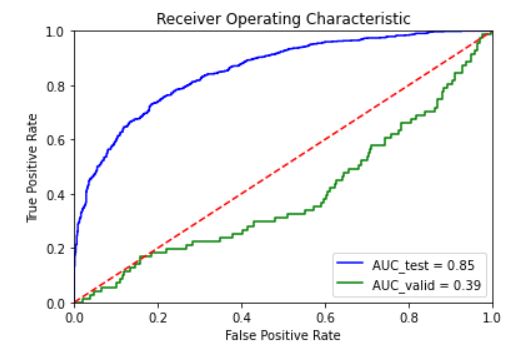 Receiver Operating Characteristic
1.0
0.8
0.6
0.4
0.2
0.0
True Positive Rate
0.0 0.2 0.4 0.6 0.8 1.0
False Positive Rate
AUC_test = 0.85
AUC_valid = 0.39